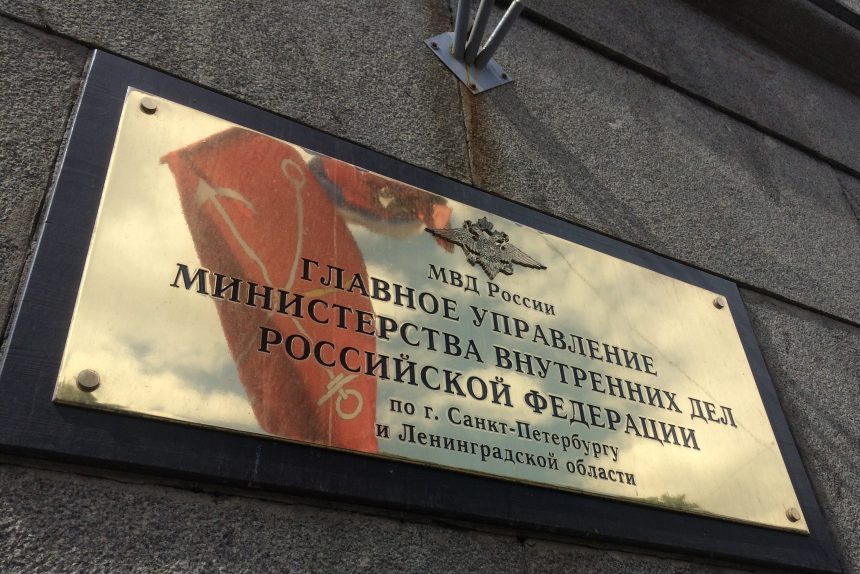 МВД России
ГЛАВНОЕ УПРАВЛЕНИЕ
МИНИСТЕРСТВА ВНУТРЕННИХ ДЕЛ
РОССИЙСКОЙ ФЕДЕРАЦИИ
по г. Санкт-Петербургу
и Ленинградской области